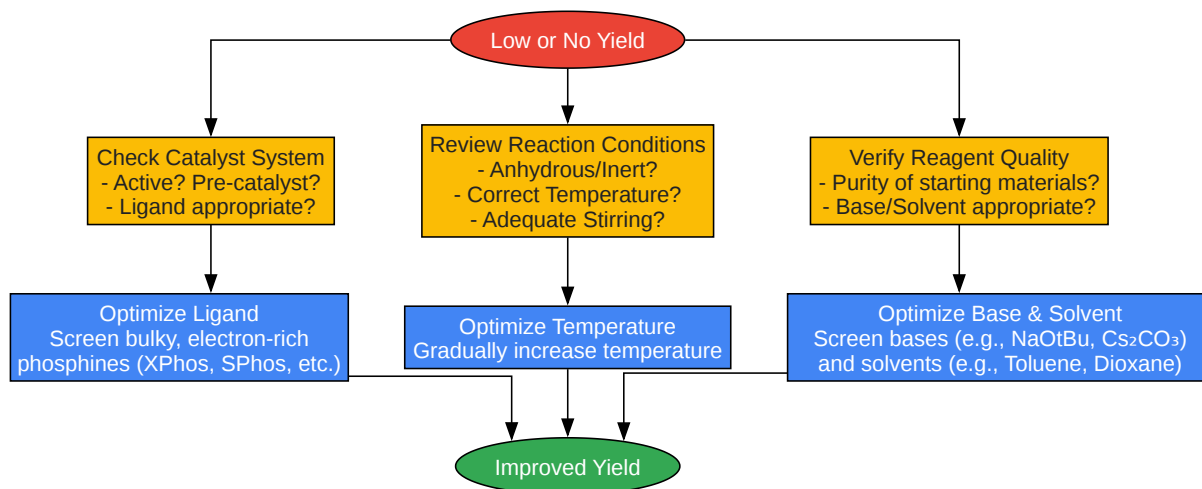 Low or No Yield
Check Catalyst System
- Active? Pre-catalyst?
- Ligand appropriate?
Review Reaction Conditions
- Anhydrous/Inert?
- Correct Temperature?
- Adequate Stirring?
Verify Reagent Quality
- Purity of starting materials?
- Base/Solvent appropriate?
Optimize Ligand
Screen bulky, electron-rich
phosphines (XPhos, SPhos, etc.)
Optimize Temperature
Gradually increase temperature
Optimize Base & Solvent
Screen bases (e.g., NaOtBu, Cs₂CO₃)
and solvents (e.g., Toluene, Dioxane)
Improved Yield